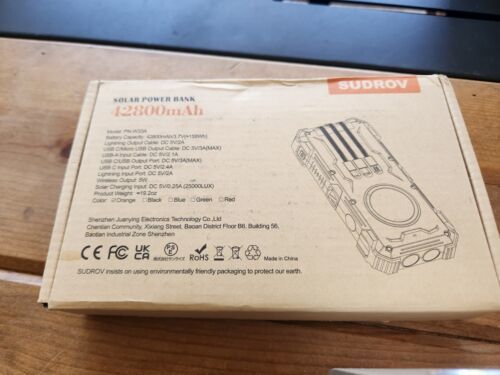 SUDROV
SOLAR POWER BANK
42800mAh
Model: PN-W33A
Battery Capacity: 42800mAh/3.7V(≈158Wh)
Lightning Output Cable: DC 5V/2A
USB C/Micro USB Output Cable: DC 5V/3A(MAX)
USB-A Input Cable: DC 5V/2.1A
USB C/USB Output Port: DC 5V/3A(MAX)
USB C Input Port: DC 5V/2.4A
Lightning Input Port: DC 5V/2A
Wireless Output: 5W
Solar Charging Input: DC 5V/0.25A (25000LUX)
Product Weight: ≈19.2oz
Color: ☑Orange □Black □Blue □Green □Red
Shenzhen Juanying Electronics Technology Co., Ltd
Chentian Community, Xixiang Street, Baoan District Floor B6, Building 56,
Baotian Industrial Zone Shenzhen
CE FC UK CA PSE RoHS Made in China
SUDROV insists on using environmentally friendly packaging to protect our earth.